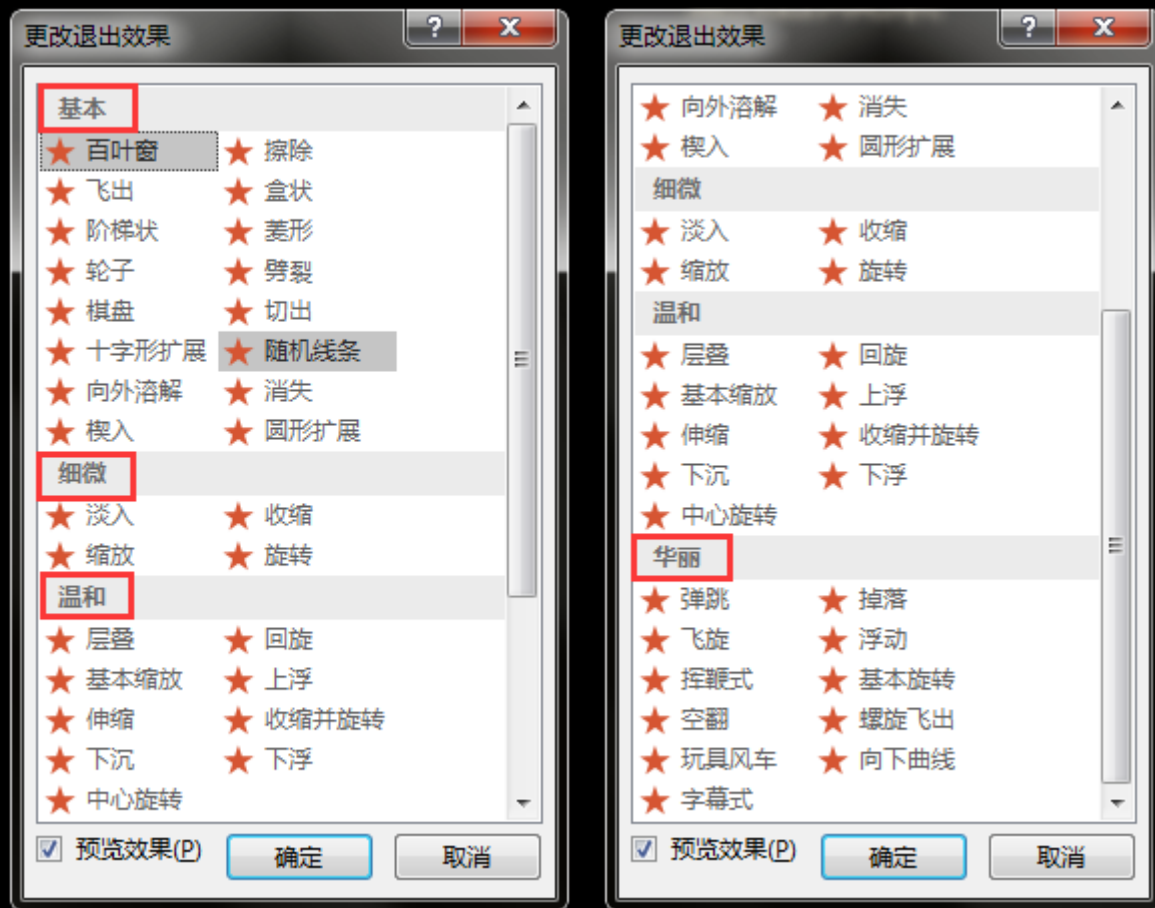 更改退出效果
基本
百叶窗 擦除
飞出 盒状
阶梯状 菱形
轮子 劈裂
棋盘 切出
十字形扩展 随机线条
向外溶解 消失
楔入 圆形扩展
细微
淡入 收缩
缩放 旋转
温和
层叠 回旋
基本缩放 上浮
伸缩 收缩并旋转
下沉 下浮
中心旋转
预览效果(P) 确定 取消
更改退出效果
向外溶解 消失
楔入 圆形扩展
细微
淡入 收缩
缩放 旋转
温和
层叠 回旋
基本缩放 上浮
伸缩 收缩并旋转
下沉 下浮
中心旋转
华丽
弹跳 掉落
飞旋 浮动
挥鞭式 基本旋转
空翻 螺旋飞出
玩具风车 向下曲线
字幕式
预览效果(P) 确定 取消